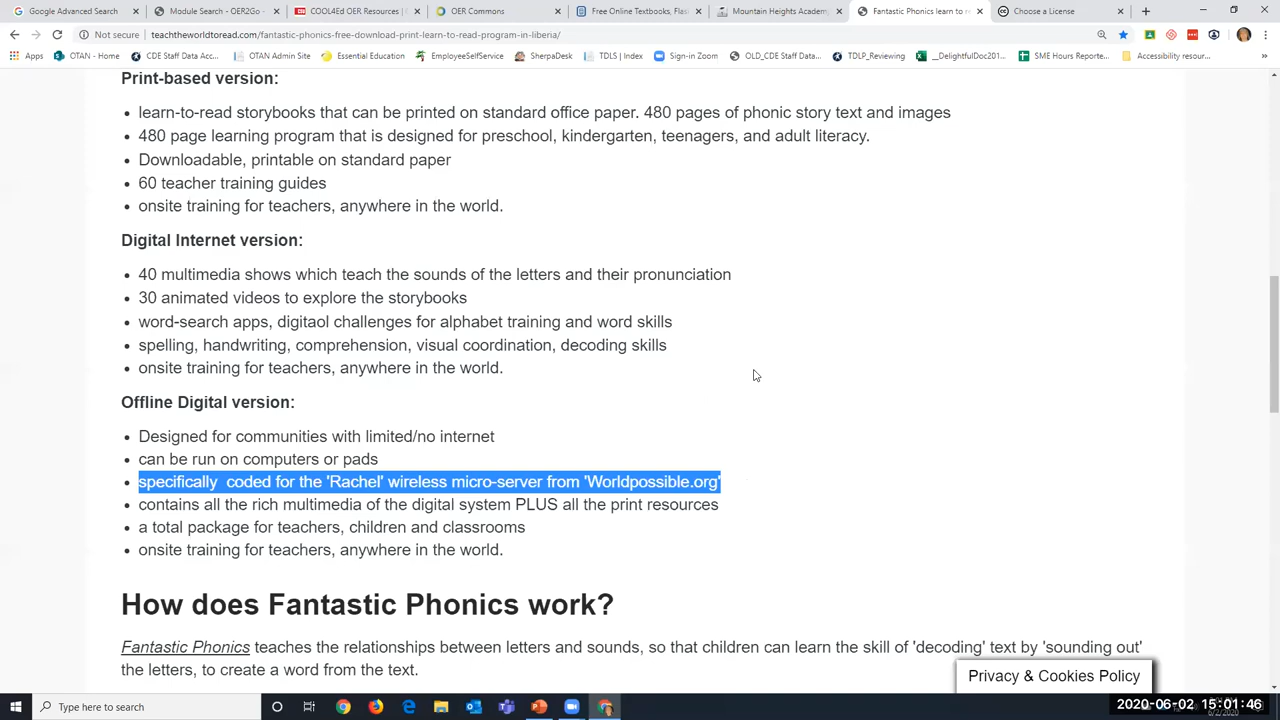 Google Advanced Search
Module Search - OER2Go
COOL4Ed OER Resources |
OER Commons
Free Online Textbooks, Flas
Mountain Heights Academy,
Fantastic Phonics learn to r
Choose a License
Not secure | teachtheworldtoread.com/fantastic-phonics-free-download-print-learn-to-read-program-in-liberia/
Apps OTAN - Home CDE Staff Data Acc... OTAN Admin Site Essential Education EmployeeSelfService SherpaDesk TDLS | Index Sign-in Zoom OLD_CDE Staff Data... TDLP_Reviewing __DelightfulDoc201... SME Hours Reporte... Accessibility resour... »
Print-based version:
• learn-to-read storybooks that can be printed on standard office paper. 480 pages of phonic story text and images
• 480 page learning program that is designed for preschool, kindergarten, teenagers, and adult literacy.
• Downloadable, printable on standard paper
• 60 teacher training guides
• onsite training for teachers, anywhere in the world.
Digital Internet version:
• 40 multimedia shows which teach the sounds of the letters and their pronunciation
• 30 animated videos to explore the storybooks
• word-search apps, digitaol challenges for alphabet training and word skills
• spelling, handwriting, comprehension, visual coordination, decoding skills
• onsite training for teachers, anywhere in the world.
Offline Digital version:
• Designed for communities with limited/no internet
• can be run on computers or pads
• specifically coded for the 'Rachel' wireless micro-server from 'Worldpossible.org'
• contains all the rich multimedia of the digital system PLUS all the print resources
• a total package for teachers, children and classrooms
• onsite training for teachers, anywhere in the world.
How does Fantastic Phonics work?
Fantastic Phonics teaches the relationships between letters and sounds, so that children can learn the skill of 'decoding' text by 'sounding out'
the letters, to create a word from the text.
Privacy & Cookies Policy
Type here to search
2020-06-02 15:01:46
6/2/2020